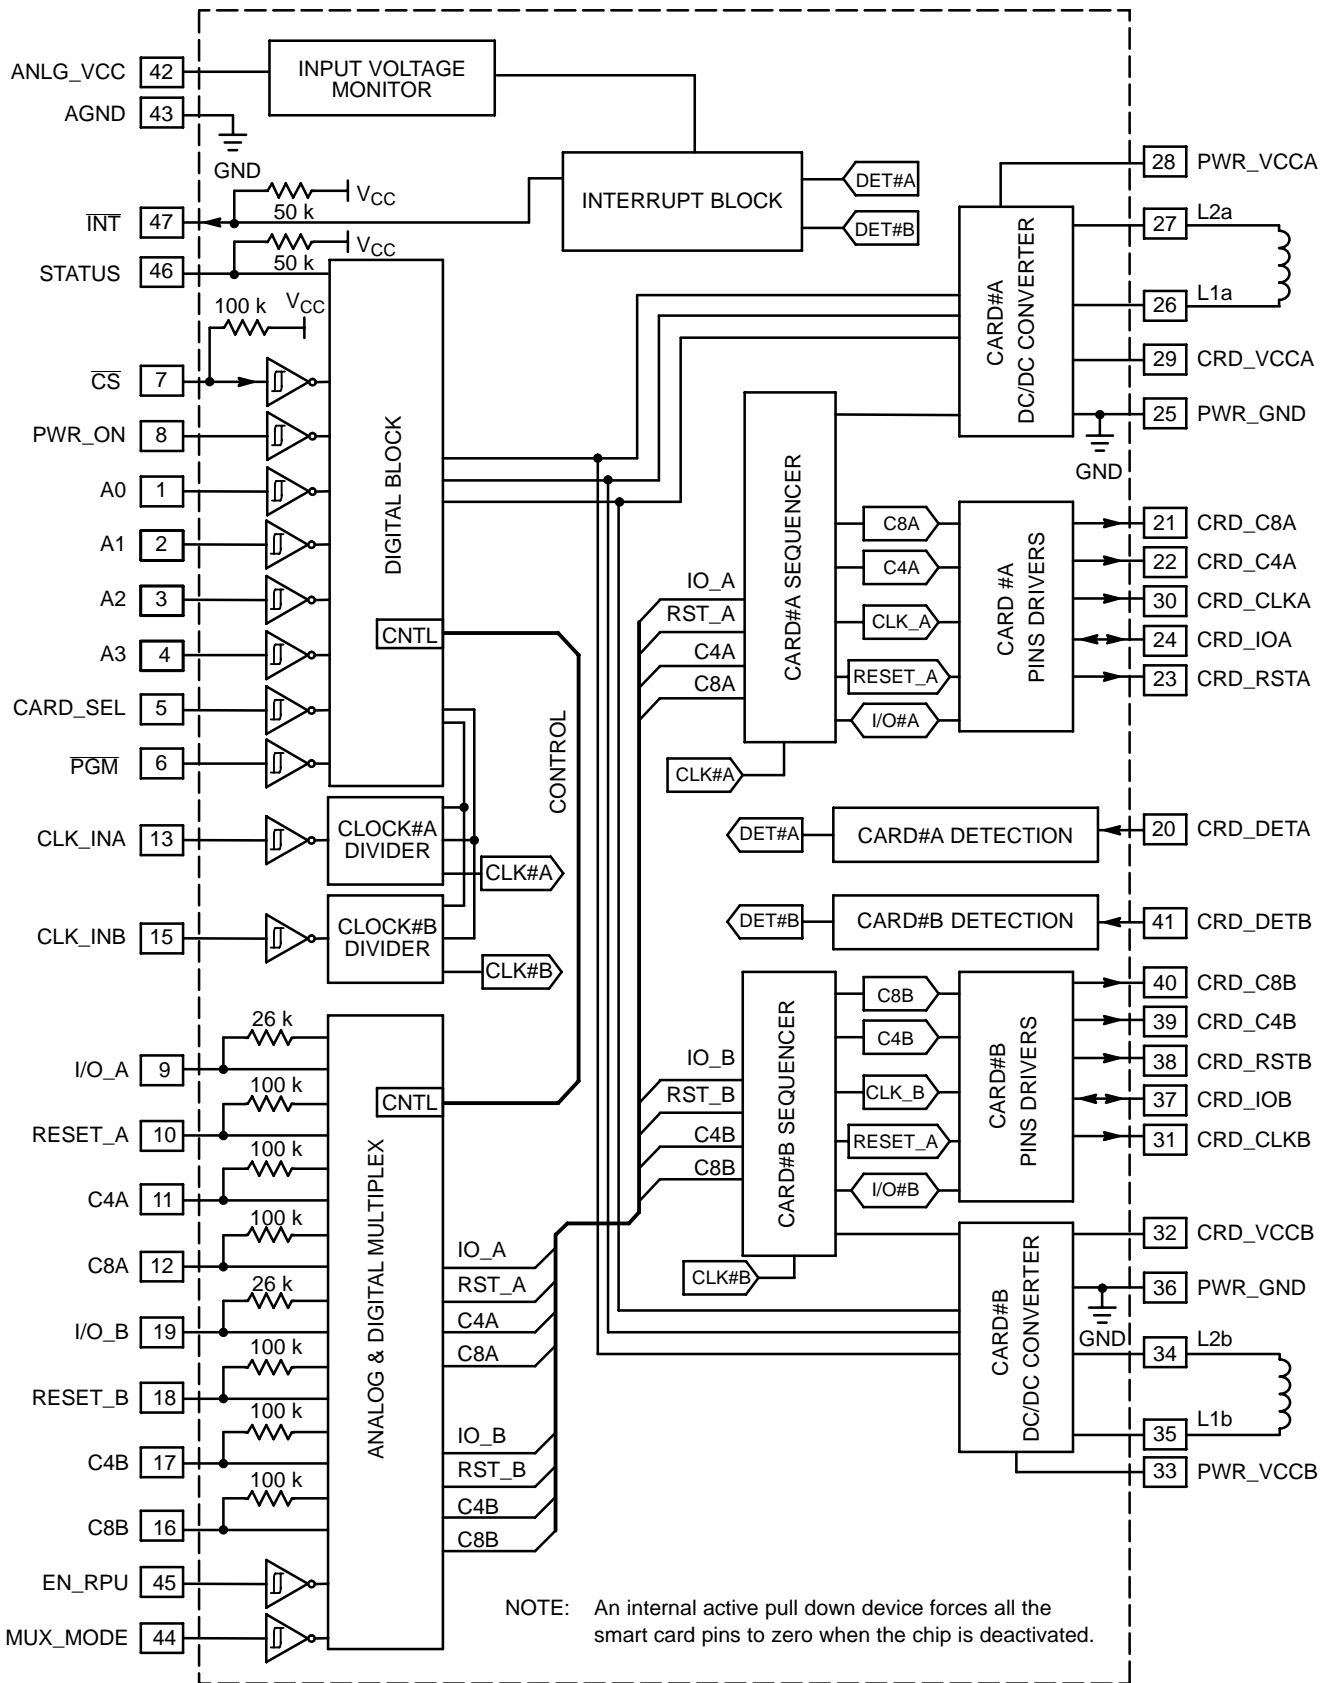 ANLG_VCC 42
AGND 43
GND
INPUT VOLTAGE
MONITOR
INTERRUPT BLOCK
DET#A
DET#B
INT 47
50 k
VCC
STATUS 46
50 k
VCC
100 k
VCC
CS 7
PWR_ON 8
A0 1
A1 2
A2 3
A3 4
CARD_SEL 5
PGM 6
DIGITAL BLOCK
CNTL
CONTROL
CLK_INA 13
CLOCK#A
DIVIDER
CLK#A
CLK_INB 15
CLOCK#B
DIVIDER
CLK#B
26 k
I/O_A 9
100 k
RESET_A 10
100 k
C4A 11
100 k
C8A 12
26 k
I/O_B 19
100 k
RESET_B 18
100 k
C4B 17
100 k
C8B 16
EN_RPU 45
MUX_MODE 44
ANALOG & DIGITAL MULTIPLEX
CNTL
IO_A
RST_A
C4A
C8A
IO_B
RST_B
C4B
C8B
28 PWR_VCCA
27 L2a
26 L1a
29 CRD_VCCA
25 PWR_GND
GND
CARD#A
DC/DC CONVERTER
IO_A
RST_A
C4A
C8A
CARD#A SEQUENCER
CLK#A
C8A
C4A
CLK_A
RESET_A
I/O#A
CARD #A
PINS DRIVERS
21 CRD_C8A
22 CRD_C4A
30 CRD_CLKA
24 CRD_IOA
23 CRD_RSTA
DET#A
CARD#A DETECTION
20 CRD_DETA
DET#B
CARD#B DETECTION
41 CRD_DETB
IO_B
RST_B
C4B
C8B
CARD#B SEQUENCER
CLK#B
C8B
C4B
CLK_B
RESET_A
I/O#B
CARD#B
PINS DRIVERS
40 CRD_C8B
39 CRD_C4B
38 CRD_RSTB
37 CRD_IOB
31 CRD_CLKB
CARD#B
DC/DC CONVERTER
32 CRD_VCCB
36 PWR_GND
GND
34 L2b
35 L1b
33 PWR_VCCB
NOTE: An internal active pull down device forces all the
smart card pins to zero when the chip is deactivated.